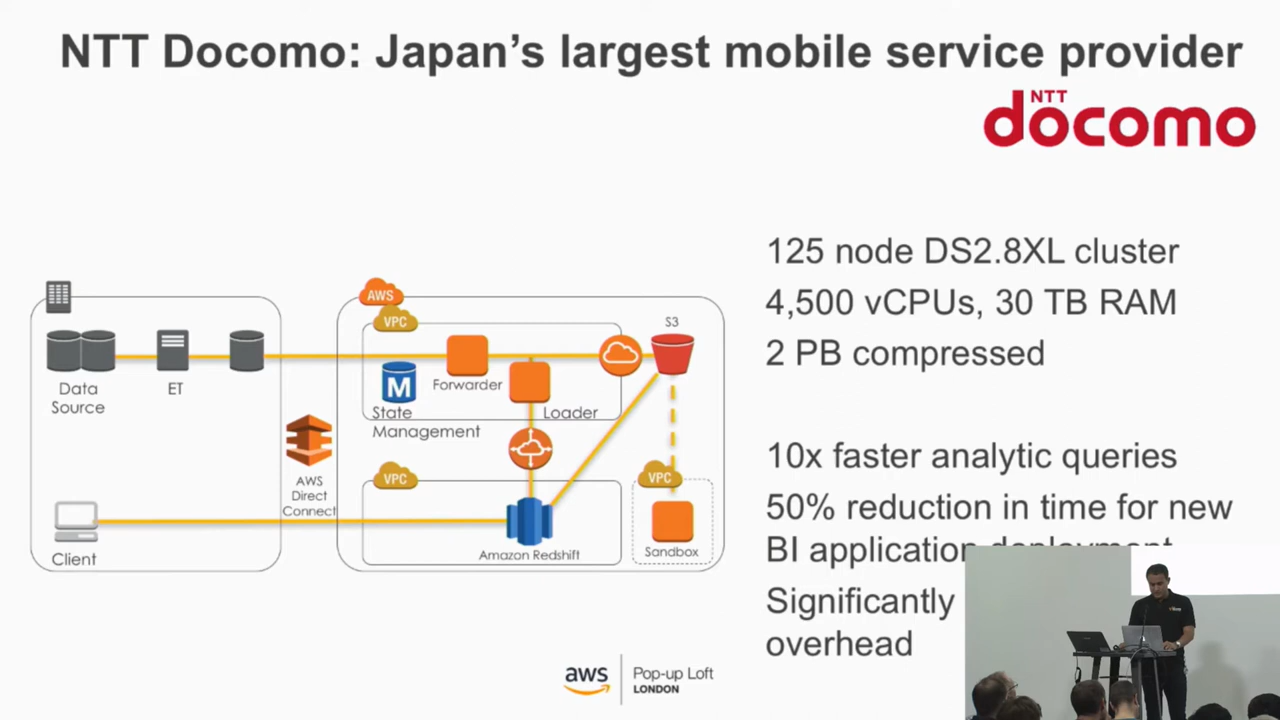 NTT Docomo: Japan's largest mobile service provider
NTT
döcomo
125 node DS2.8XL cluster
4,500 vCPUs, 30 TB RAM
2 PB compressed
10x faster analytic queries
50% reduction in time for new
BI application deployment
Significantly
overhead
AWS
VPC
S3
Data
Source
ET
Forwarder
M
State
Management
Loader
AWS
Direct
Connect
VPC
VPC
Client
Amazon Redshift
Sandbox
aws
Pop-up Loft
LONDON